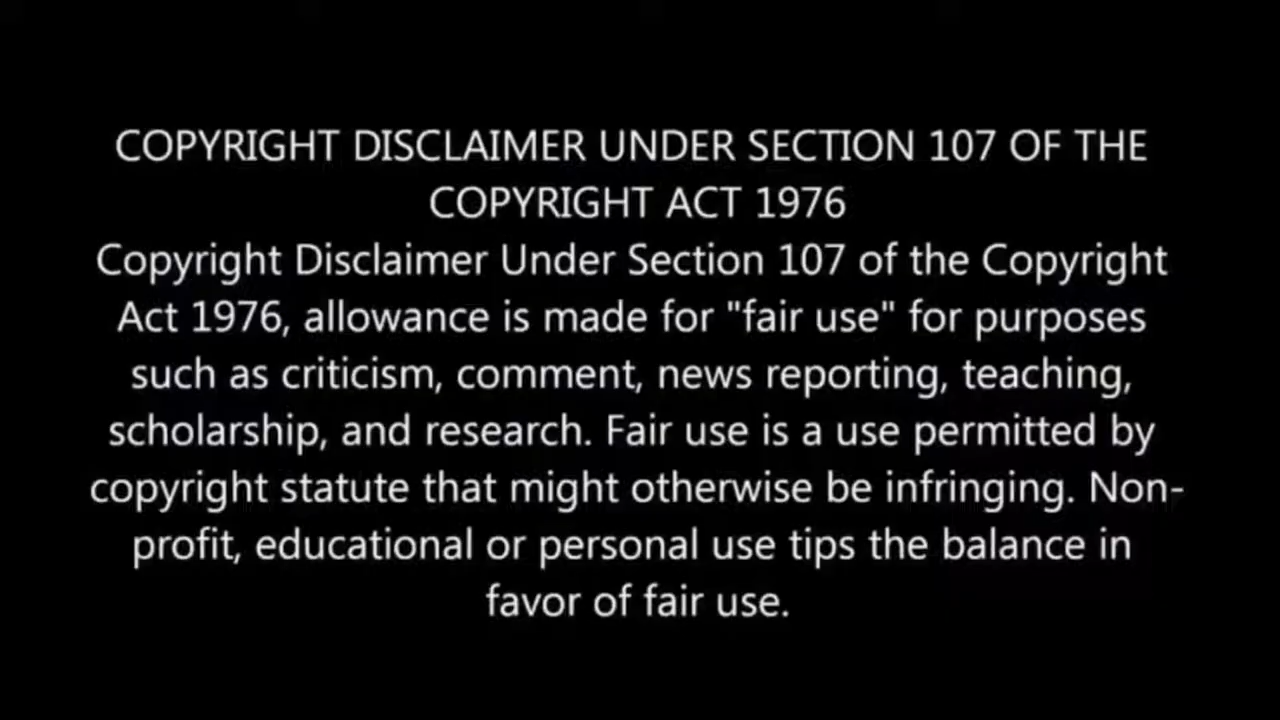 COPYRIGHT DISCLAIMER UNDER SECTION 107 OF THE
COPYRIGHT ACT 1976
Copyright Disclaimer Under Section 107 of the Copyright
Act 1976, allowance is made for "fair use" for purposes
such as criticism, comment, news reporting, teaching,
scholarship, and research. Fair use is a use permitted by
copyright statute that might otherwise be infringing. Non-
profit, educational or personal use tips the balance in
favor of fair use.